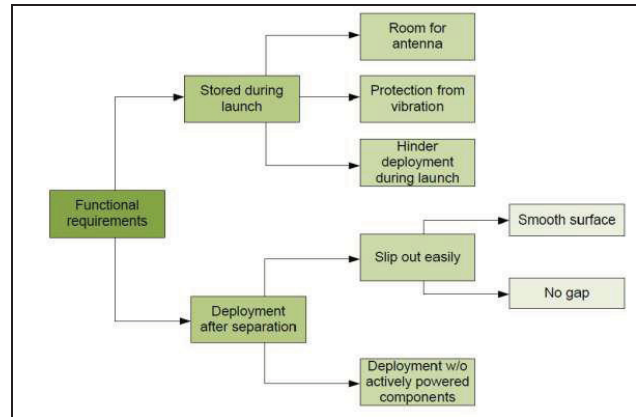 Room for
antenna
Stored during
launch
Protection from
vibration
Hinder
deployment
during launch
Functional
requirements
Smooth surface
Slip out easily
No gap
Deployment
after separation
Deployment w/o
actively powered
components